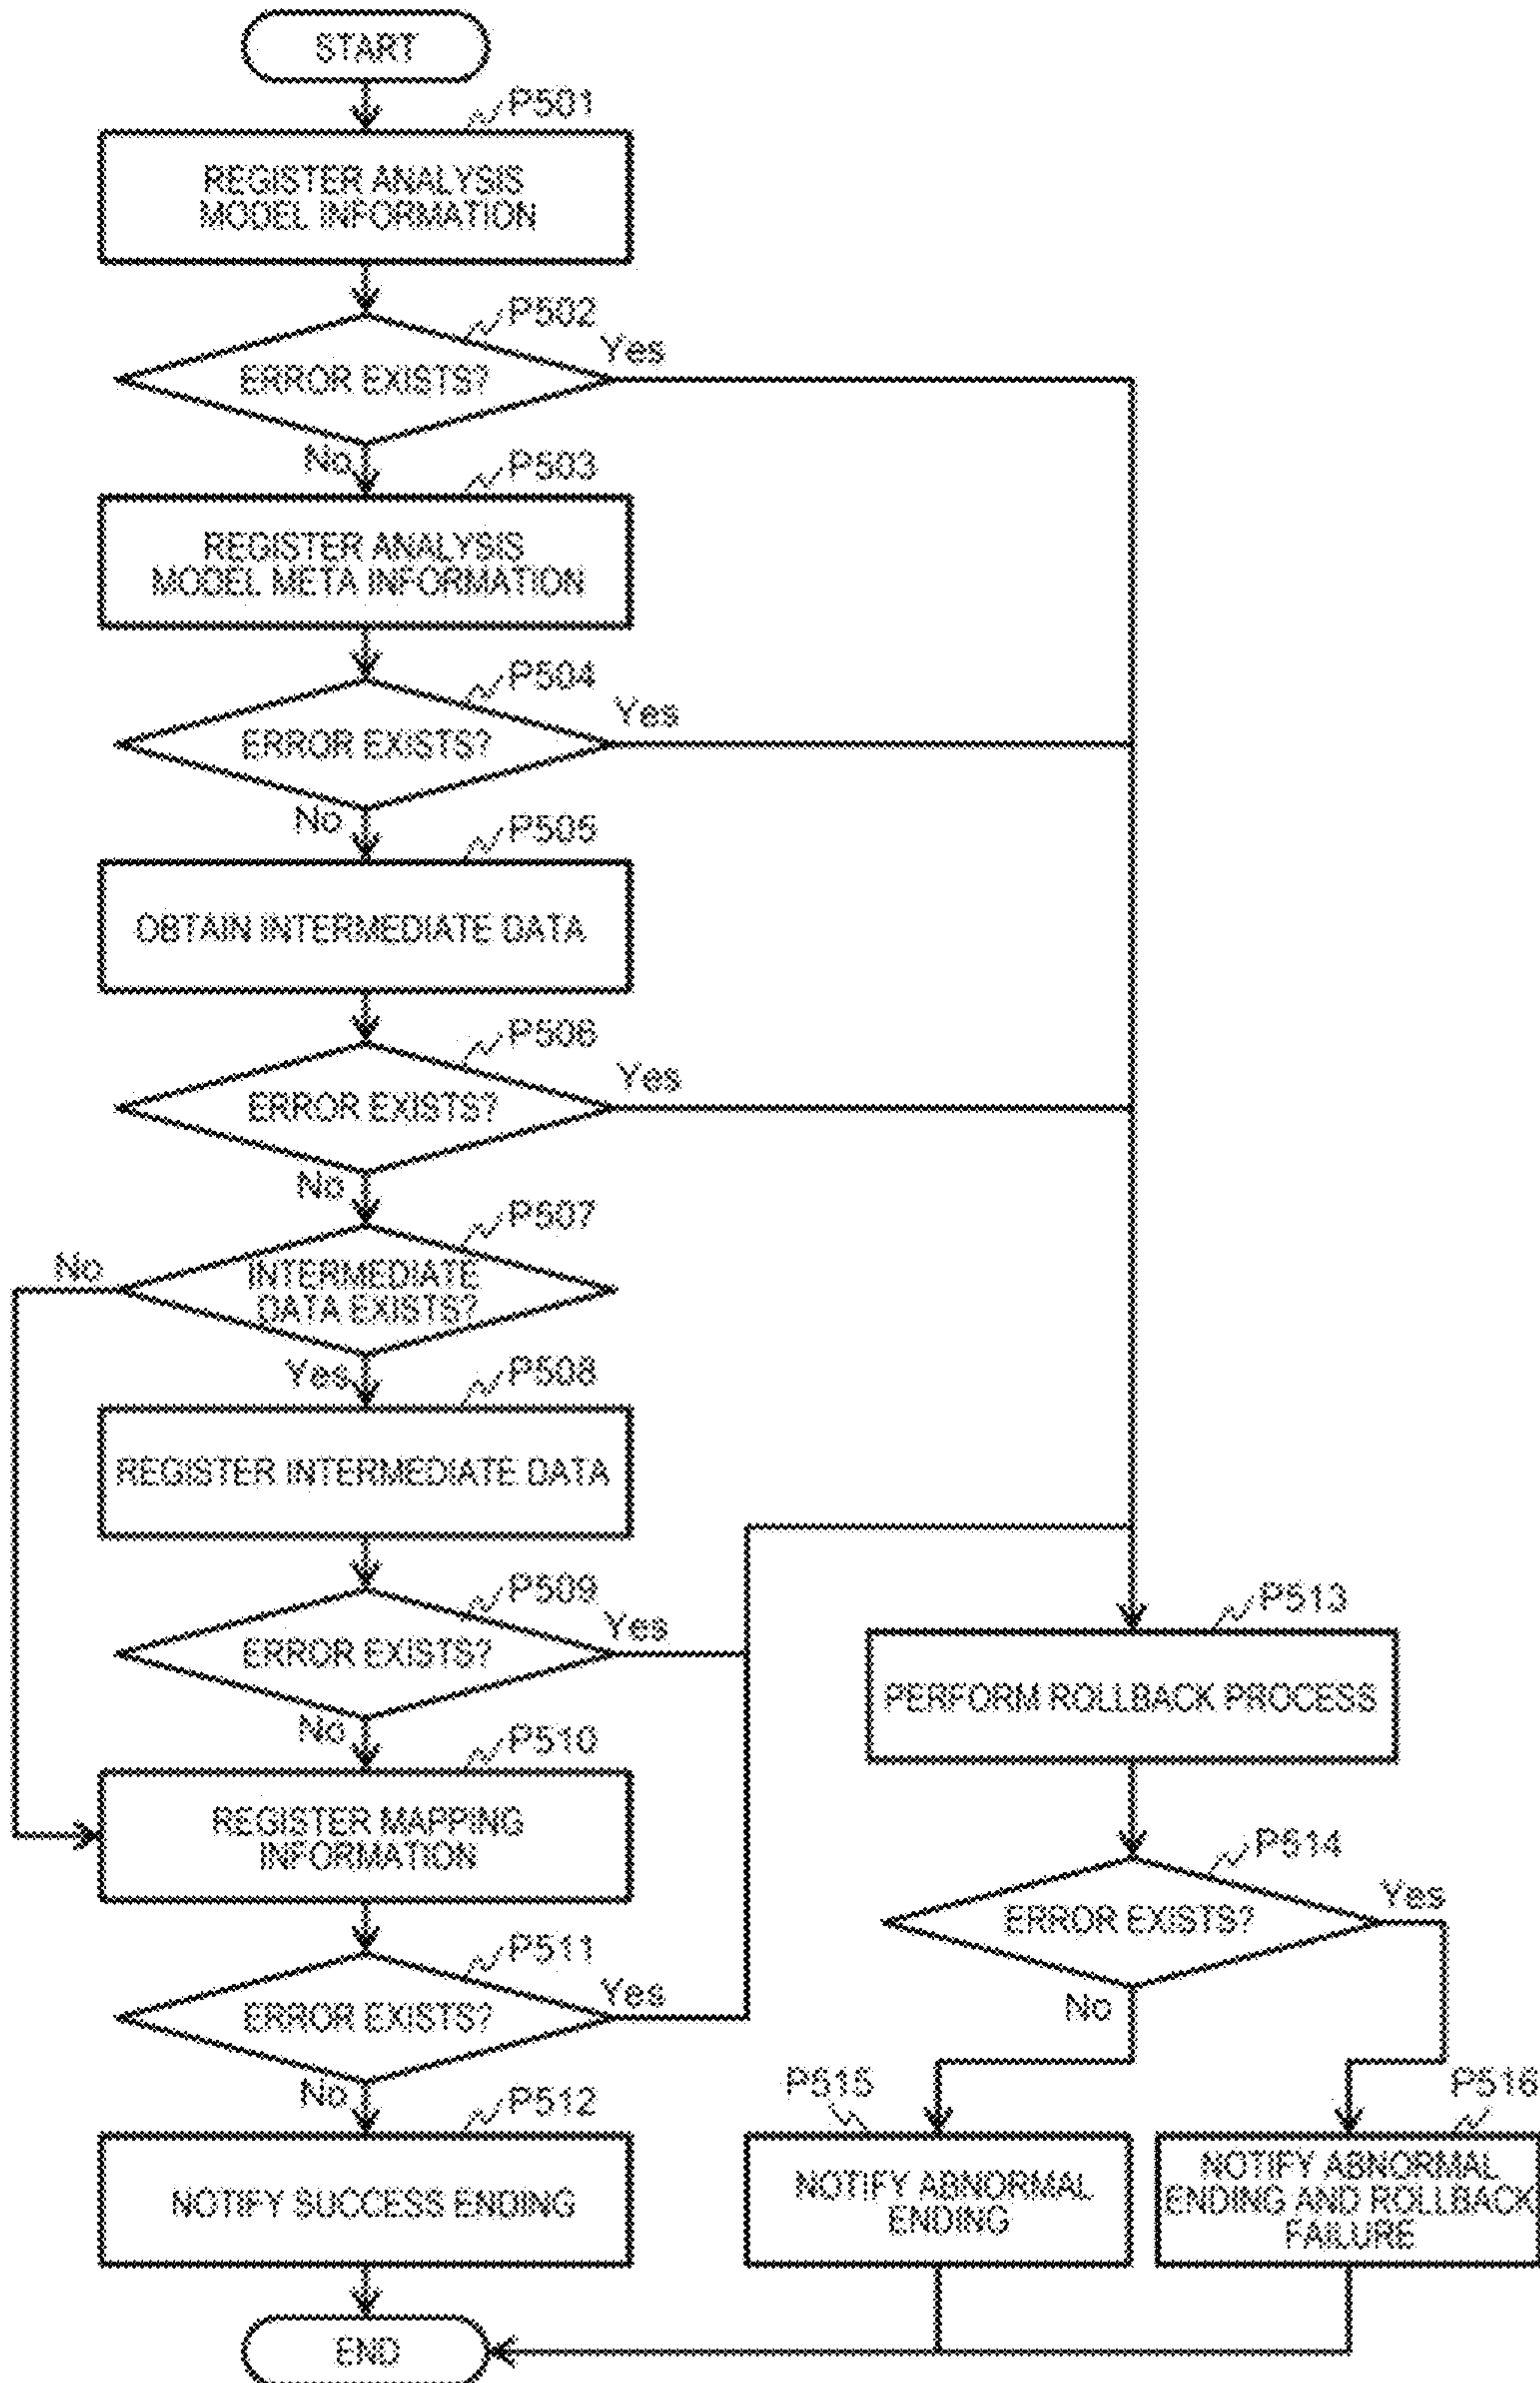 START
P501
REGISTER ANALYSIS
MODEL INFORMATION
P502
ERROR EXISTS?
Yes
No
P503
REGISTER ANALYSIS
MODEL META INFORMATION
P504
ERROR EXISTS?
Yes
No
P505
OBTAIN INTERMEDIATE DATA
P506
ERROR EXISTS?
Yes
No
P507
INTERMEDIATE
DATA EXISTS?
No
Yes
P508
REGISTER INTERMEDIATE DATA
P509
ERROR EXISTS?
Yes
No
P510
REGISTER MAPPING
INFORMATION
P511
ERROR EXISTS?
Yes
No
P512
NOTIFY SUCCESS ENDING
P513
PERFORM ROLLBACK PROCESS
P514
ERROR EXISTS?
Yes
No
P515
NOTIFY ABNORMAL
ENDING
P516
NOTIFY ABNORMAL
ENDING AND ROLLBACK
FAILURE
END